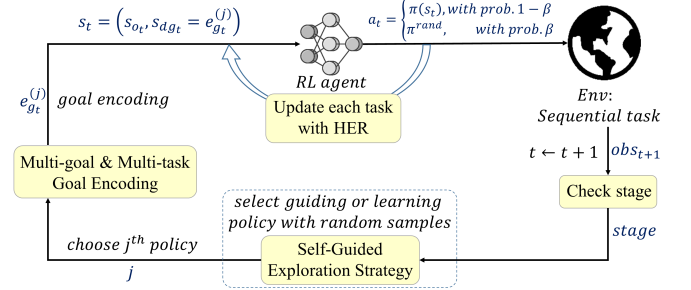 s_t = (s_{o_t}, s_{dg_t} = e_{g_t}^{(j)})
a_t = { π(s_t), with prob. 1 − β
π^{rand}, with prob. β
RL agent
Update each task
with HER
Env:
Sequential task
e_{g_t}^{(j)} goal encoding
t ← t + 1 obs_{t+1}
Multi-goal & Multi-task
Goal Encoding
Check stage
select guiding or learning
policy with random samples
stage
choose j^{th} policy
j
Self-Guided
Exploration Strategy